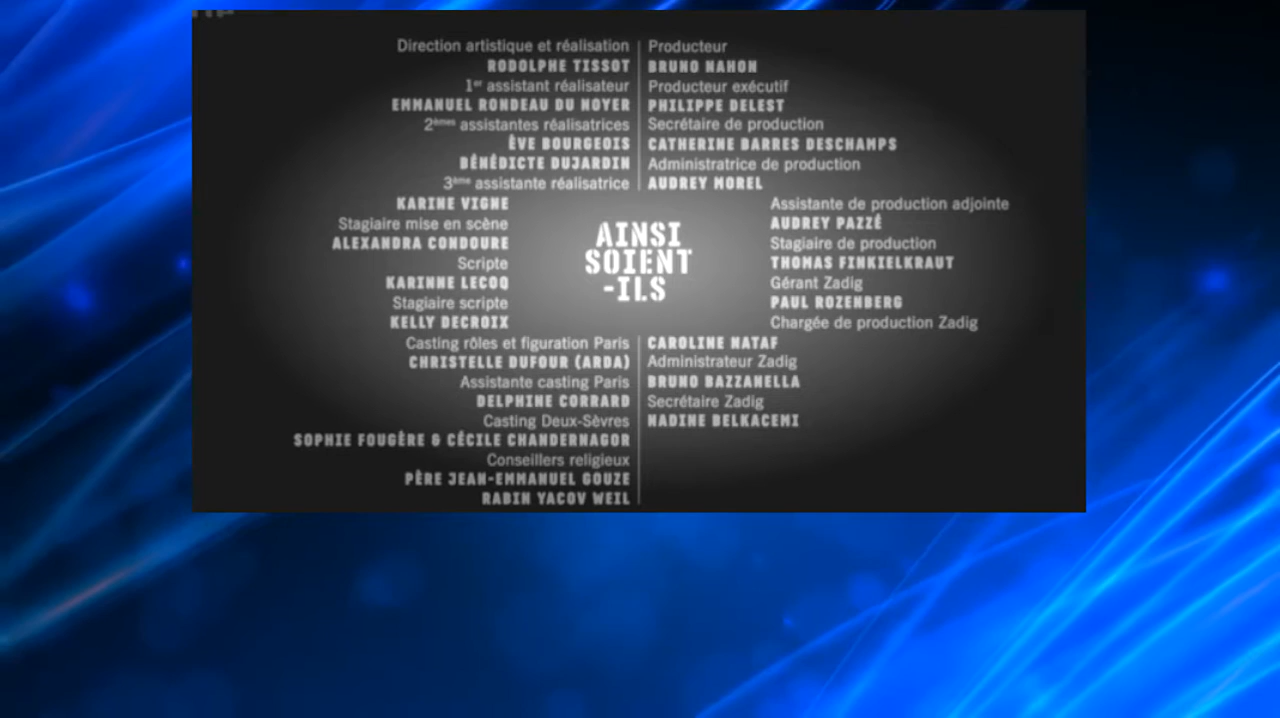 Direction artistique et réalisation
RODOLPHE TISSOT
1er assistant réalisateur
EMMANUEL RONDEAU DU NOYER
2èmes assistantes réalisatrices
ÈVE BOURGEOIS
BÉNÉDICTE DUJARDIN
3ème assistante réalisatrice
KARINE VIGNE
Stagiaire mise en scène
ALEXANDRA CONDOURE
Scripte
KARINNE LECOQ
Stagiaire scripte
KELLY DECROIX
Casting rôles et figuration Paris
CHRISTELLE DUFOUR (ARDA)
Assistante casting Paris
DELPHINE CORRARD
Casting Deux-Sèvres
SOPHIE FOUGÈRE & CÉCILE CHANDERNAGOR
Conseillers religieux
PÈRE JEAN-EMMANUEL GOUZE
RABIN YACOV WEIL
AINSI
SOIENT
-ILS
Producteur
BRUNO NAHON
Producteur exécutif
PHILIPPE DELEST
Secrétaire de production
CATHERINE BARRES DESCHAMPS
Administratrice de production
AUDREY MOREL
Assistante de production adjointe
AUDREY PAZZÉ
Stagiaire de production
THOMAS FINKIELKRAUT
Gérant Zadig
PAUL ROZENBERG
Chargée de production Zadig
CAROLINE NATAF
Administrateur Zadig
BRUNO BAZZANELLA
Secrétaire Zadig
NADINE BELKACEMI